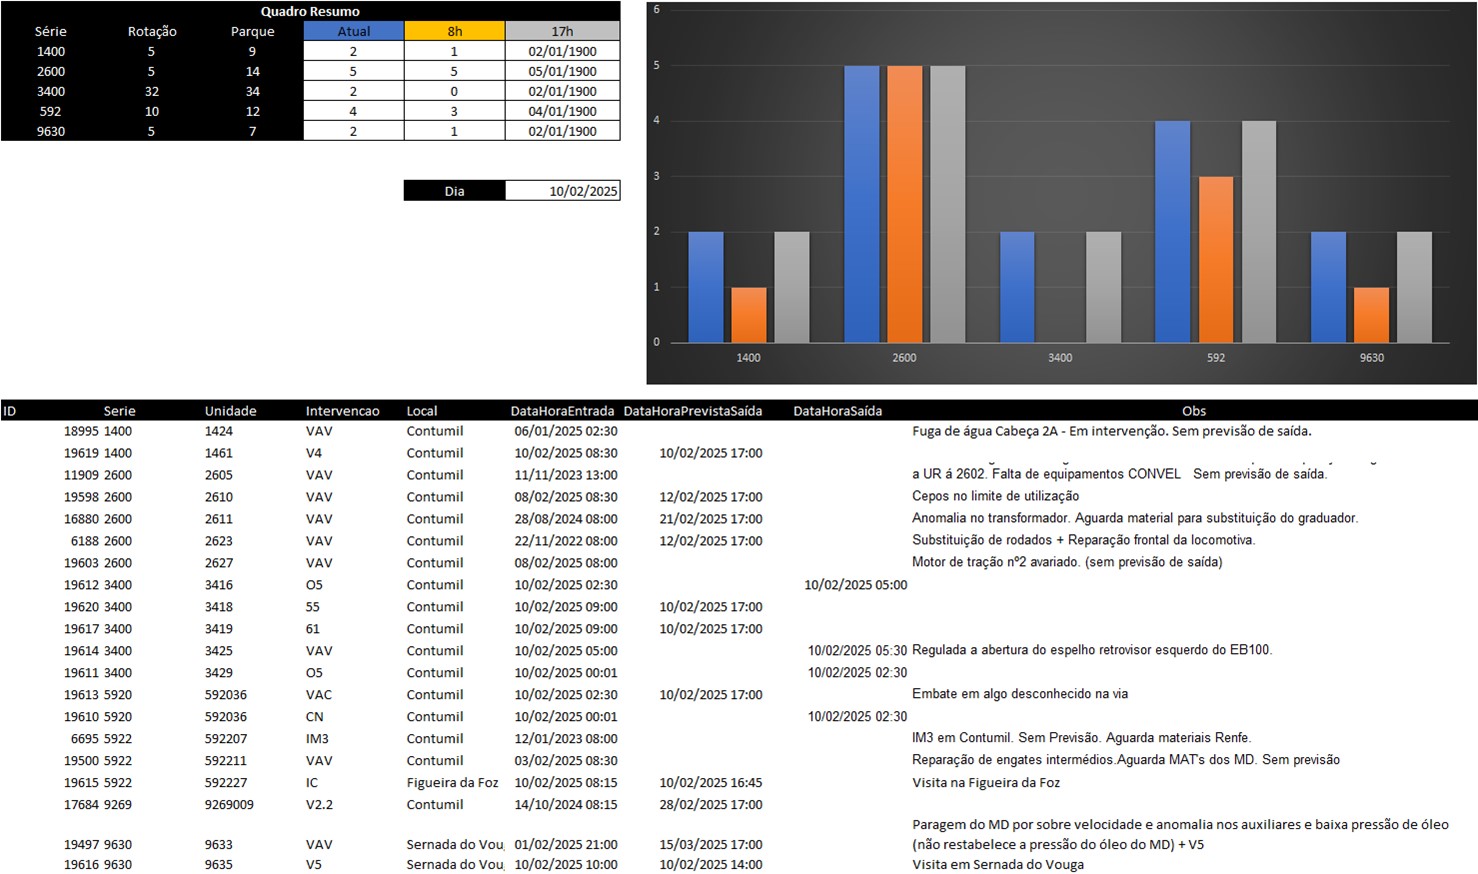 Quadro Resumo
Série Rotação Parque Atual 8h 17h
1400 5 9 2 1 02/01/1900
2600 5 14 5 5 05/01/1900
3400 32 34 2 0 02/01/1900
592 10 12 4 3 04/01/1900
9630 5 7 2 1 02/01/1900
Dia 10/02/2025
6
5
4
3
2
1
0
1400 2600 3400 592 9630
ID Serie Unidade Intervencao Local DataHoraEntrada DataHoraPrevistaSaída DataHoraSaída Obs
18995 1400 1424 VAV Contumil 06/01/2025 02:30 Fuga de água Cabeça 2A - Em intervenção. Sem previsão de saída.
19619 1400 1461 V4 Contumil 10/02/2025 08:30 10/02/2025 17:00
11909 2600 2605 VAV Contumil 11/11/2023 13:00 a UR á 2602. Falta de equipamentos CONVEL Sem previsão de saída.
19598 2600 2610 VAV Contumil 08/02/2025 08:30 12/02/2025 17:00 Cepos no limite de utilização
16880 2600 2611 VAV Contumil 28/08/2024 08:00 21/02/2025 17:00 Anomalia no transformador. Aguarda material para substituição do graduador.
6188 2600 2623 VAV Contumil 22/11/2022 08:00 12/02/2025 17:00 Substituição de rodados + Reparação frontal da locomotiva.
19603 2600 2627 VAV Contumil 08/02/2025 08:00 Motor de tração nº2 avariado. (sem previsão de saída)
19612 3400 3416 O5 Contumil 10/02/2025 02:30 10/02/2025 05:00
19620 3400 3418 55 Contumil 10/02/2025 09:00 10/02/2025 17:00
19617 3400 3419 61 Contumil 10/02/2025 09:00 10/02/2025 17:00
19614 3400 3425 VAV Contumil 10/02/2025 05:00 10/02/2025 05:30 Regulada a abertura do espelho retrovisor esquerdo do EB100.
19611 3400 3429 O5 Contumil 10/02/2025 00:01 10/02/2025 02:30
19613 5920 592036 VAC Contumil 10/02/2025 02:30 10/02/2025 17:00 Embate em algo desconhecido na via
19610 5920 592036 CN Contumil 10/02/2025 00:01 10/02/2025 02:30
6695 5922 592207 IM3 Contumil 12/01/2023 08:00 IM3 em Contumil. Sem Previsão. Aguarda materiais Renfe.
19500 5922 592211 VAV Contumil 03/02/2025 08:30 Reparação de engates intermédios.Aguarda MAT's dos MD. Sem previsão
19615 5922 592227 IC Figueira da Foz 10/02/2025 08:15 10/02/2025 16:45 Visita na Figueira da Foz
17684 9269 9269009 V2.2 Contumil 14/10/2024 08:15 28/02/2025 17:00
Paragem do MD por sobre velocidade e anomalia nos auxiliares e baixa pressão de óleo
19497 9630 9633 VAV Sernada do Vou 01/02/2025 21:00 15/03/2025 17:00 (não restabelece a pressão do óleo do MD) + V5
19616 9630 9635 V5 Sernada do Vou 10/02/2025 10:00 10/02/2025 14:00 Visita em Sernada do Vouga